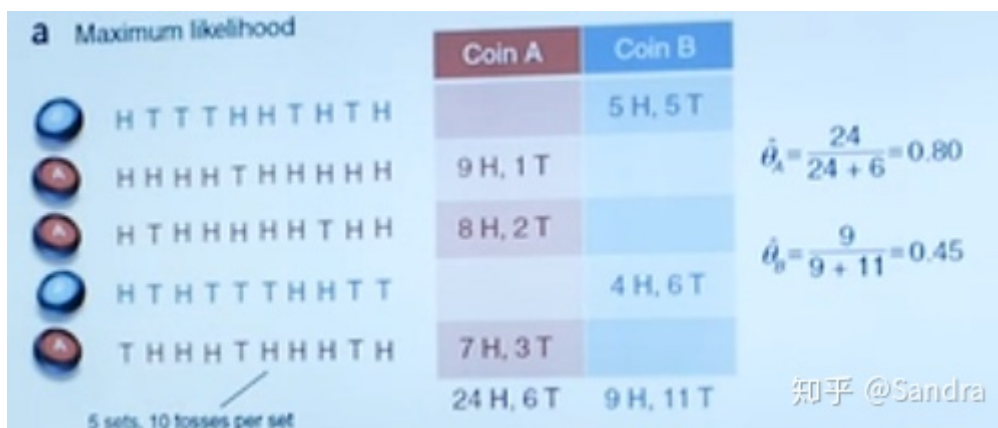 a Maximum likelihood
Coin A Coin B
H T T T H H T H T H 5 H, 5 T
A H H H H T H H H H H 9 H, 1 T
A H T H H H H H T H H 8 H, 2 T
H T H T T T H H T T 4 H, 6 T
A T H H H T H H H T H 7 H, 3 T
24 H, 6 T 9 H, 11 T
5 sets, 10 tosses per set
θ̂A = 24 / 24 + 6 = 0.80
θ̂B = 9 / 9 + 11 = 0.45
知乎 @Sandra